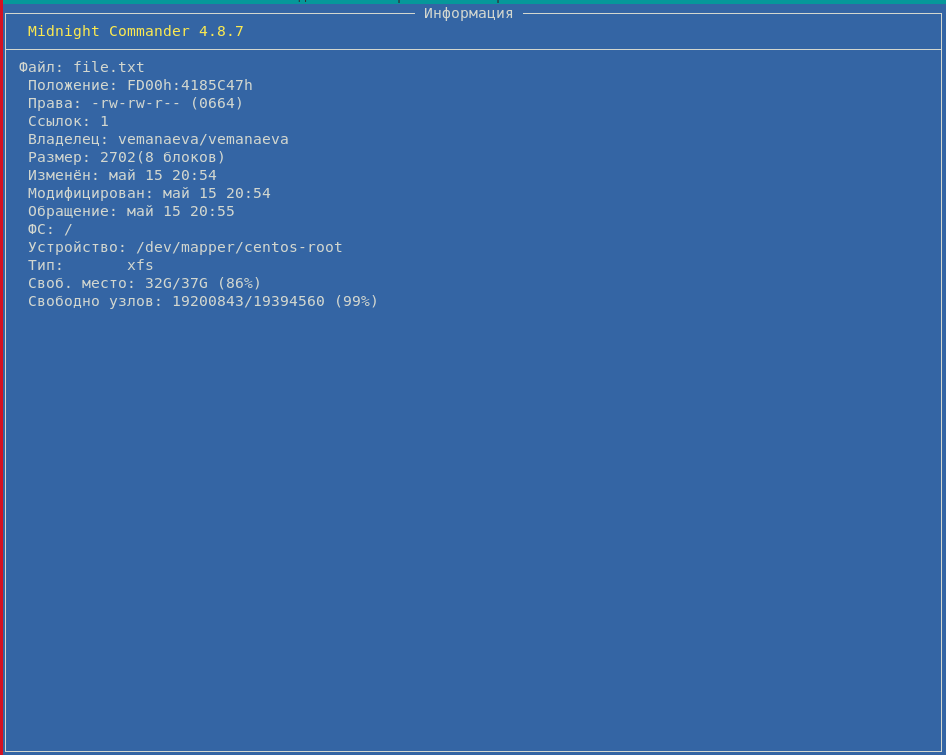 Информация
Midnight Commander 4.8.7
Файл: file.txt
Положение: FD00h:4185C47h
Права: -rw-rw-r-- (0664)
Ссылок: 1
Владелец: vemanaeva/vemanaeva
Размер: 2702(8 блоков)
Изменён: май 15 20:54
Модифицирован: май 15 20:54
Обращение: май 15 20:55
ФС: /
Устройство: /dev/mapper/centos-root
Тип:        xfs
Своб. место: 32G/37G (86%)
Свободно узлов: 19200843/19394560 (99%)